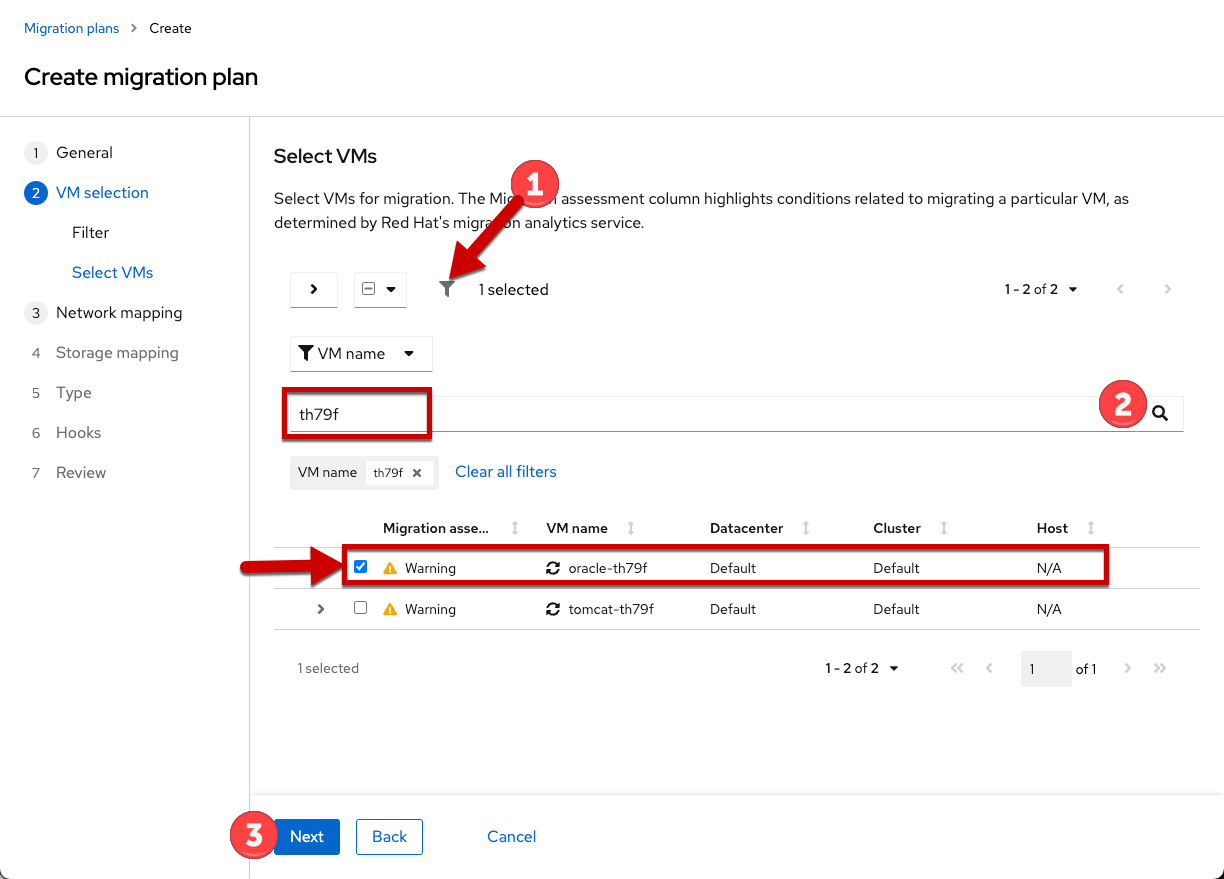 Migration plans > Create
Create migration plan
1 General
2 VM selection
Filter
Select VMs
3 Network mapping
4 Storage mapping
5 Type
6 Hooks
7 Review
Select VMs
1
Select VMs for migration. The Mig n assessment column highlights conditions related to migrating a particular VM, as
determined by Red Hat's migration analytics service.
1 selected 1 - 2 of 2
VM name
th79f
2
VM name th79f Clear all filters
Migration asse... VM name Datacenter Cluster Host
Warning oracle-th79f Default Default N/A
Warning tomcat-th79f Default Default N/A
1 selected 1 - 2 of 2 1 of 1
3 Next Back Cancel